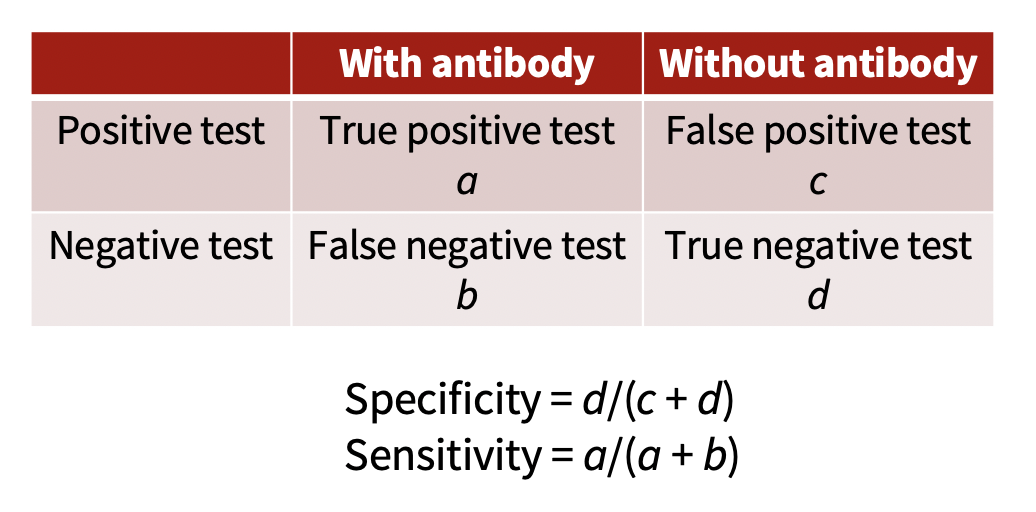 With antibody Without antibody
Positive test True positive test False positive test
a c
Negative test False negative test True negative test
b d
Specificity = d/(c + d)
Sensitivity = a/(a + b)